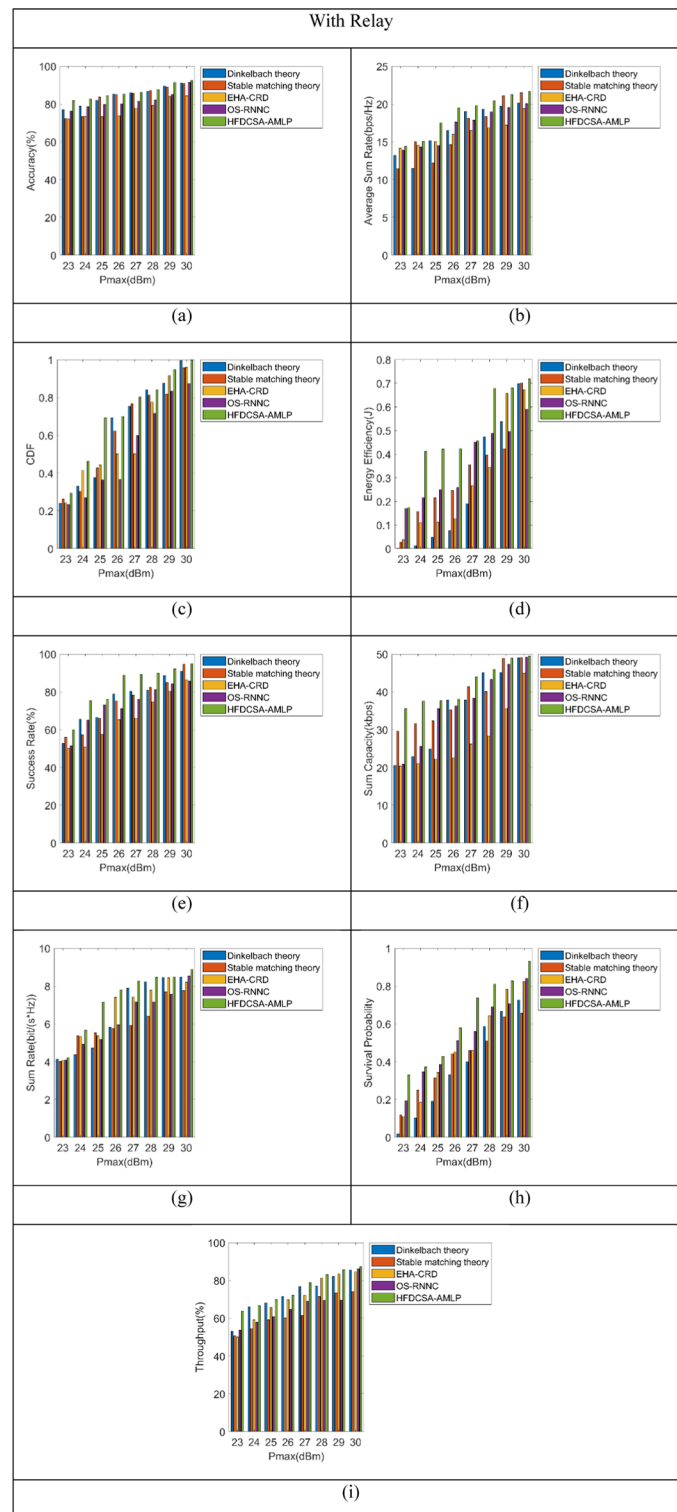 With Relay
100
80
60
40
20
0
Accuracy(%)
23 24 25 26 27 28 29 30
Pmax(dBm)
Dinkelbach theory
Stable matching theory
EHA-CRD
OS-RNNC
HFDCSA-AMLP
25
20
15
10
5
0
Average Sum Rate(bps/Hz)
23 24 25 26 27 28 29 30
Pmax(dBm)
Dinkelbach theory
Stable matching theory
EHA-CRD
OS-RNNC
HFDCSA-AMLP
(a)
(b)
1
0.8
0.6
0.4
0.2
0
CDF
23 24 25 26 27 28 29 30
Pmax(dBm)
Dinkelbach theory
Stable matching theory
EHA-CRD
OS-RNNC
HFDCSA-AMLP
0.8
0.7
0.6
0.5
0.4
0.3
0.2
0.1
0
Energy Efficiency(J)
23 24 25 26 27 28 29 30
Pmax(dBm)
Dinkelbach theory
Stable matching theory
EHA-CRD
OS-RNNC
HFDCSA-AMLP
(c)
(d)
100
80
60
40
20
0
Success Rate(%)
23 24 25 26 27 28 29 30
Pmax(dBm)
Dinkelbach theory
Stable matching theory
EHA-CRD
OS-RNNC
HFDCSA-AMLP
50
40
30
20
10
0
Sum Capacity(kbps)
23 24 25 26 27 28 29 30
Pmax(dBm)
Dinkelbach theory
Stable matching theory
EHA-CRD
OS-RNNC
HFDCSA-AMLP
(e)
(f)
10
8
6
4
2
0
Sum Rate(bit/(s*Hz))
23 24 25 26 27 28 29 30
Pmax(dBm)
Dinkelbach theory
Stable matching theory
EHA-CRD
OS-RNNC
HFDCSA-AMLP
1
0.8
0.6
0.4
0.2
0
Survival Probability
23 24 25 26 27 28 29 30
Pmax(dBm)
Dinkelbach theory
Stable matching theory
EHA-CRD
OS-RNNC
HFDCSA-AMLP
(g)
(h)
100
80
60
40
20
0
Throughput(%)
23 24 25 26 27 28 29 30
Pmax(dBm)
Dinkelbach theory
Stable matching theory
EHA-CRD
OS-RNNC
HFDCSA-AMLP
(i)